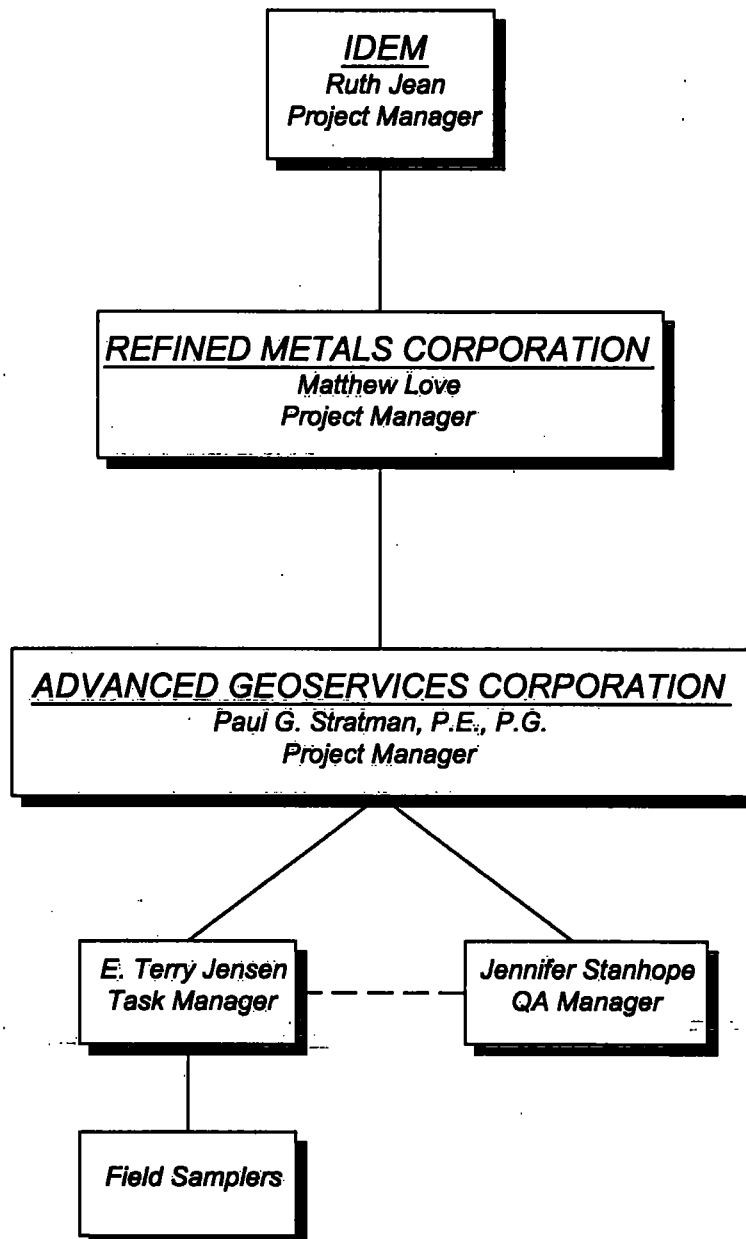 IDEM
Ruth Jean
Project Manager
REFINED METALS CORPORATION
Matthew Love
Project Manager
ADVANCED GEOSERVICES CORPORATION
Paul G. Stratman, P.E., P.G.
Project Manager
E. Terry Jensen
Task Manager
Jennifer Stanhope
QA Manager
Field Samplers